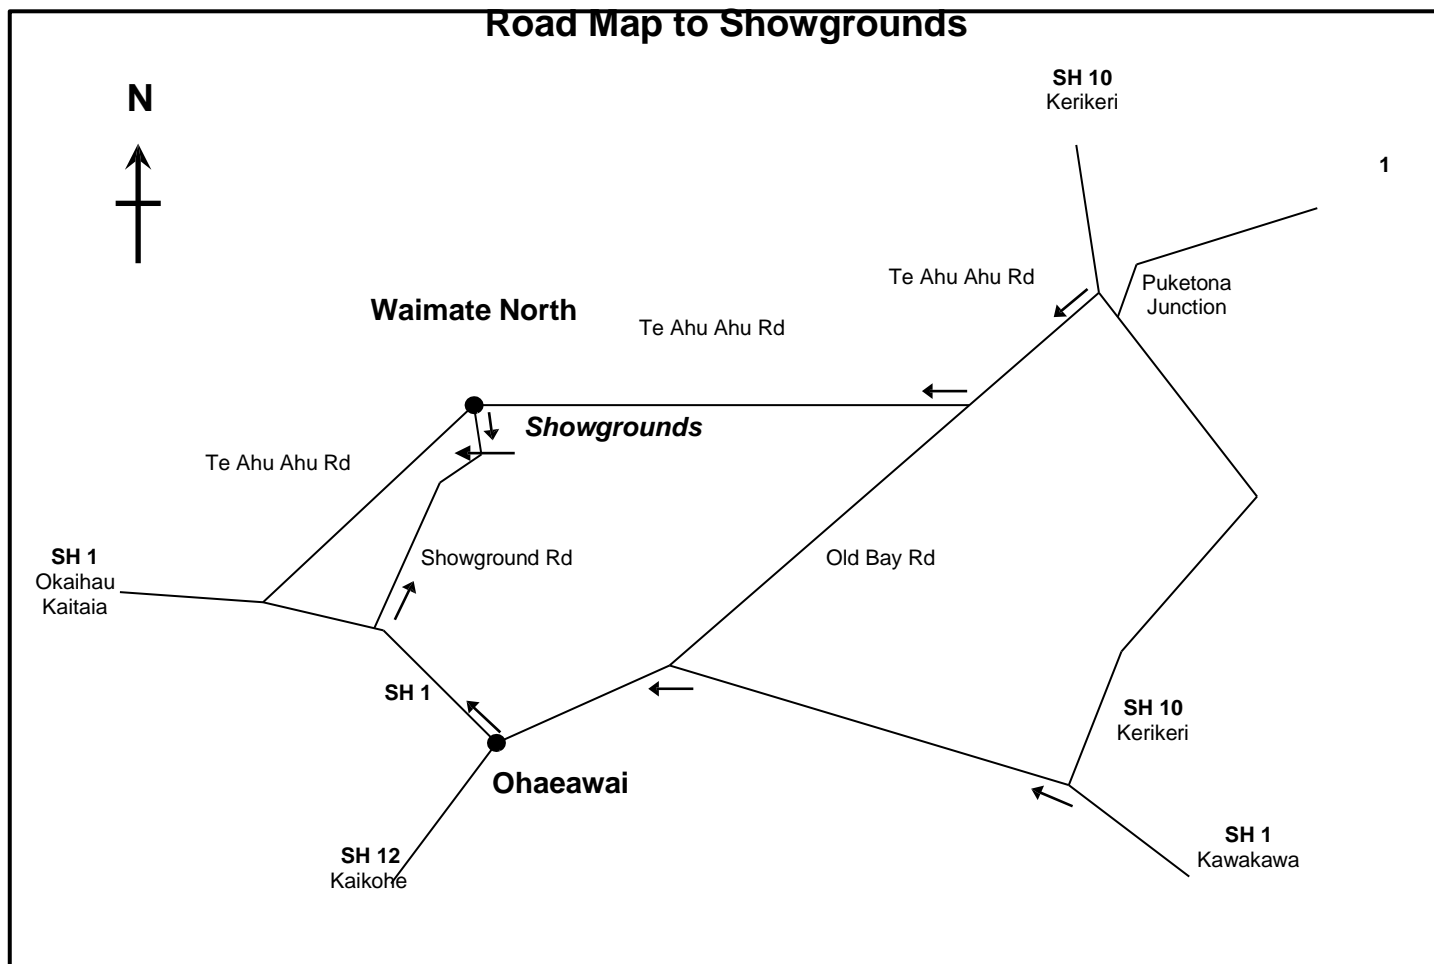 Road Map to Showgrounds
SH 10
Kerikeri
N
1
Te Ahu Ahu Rd
Puketona
Junction
Waimate North
Te Ahu Ahu Rd
Showgrounds
Te Ahu Ahu Rd
SH 1
Okaihau
Kaitaia
Showground Rd
Old Bay Rd
SH 1
SH 10
Kerikeri
Ohaeawai
SH 1
Kawakawa
SH 12
Kaikohe